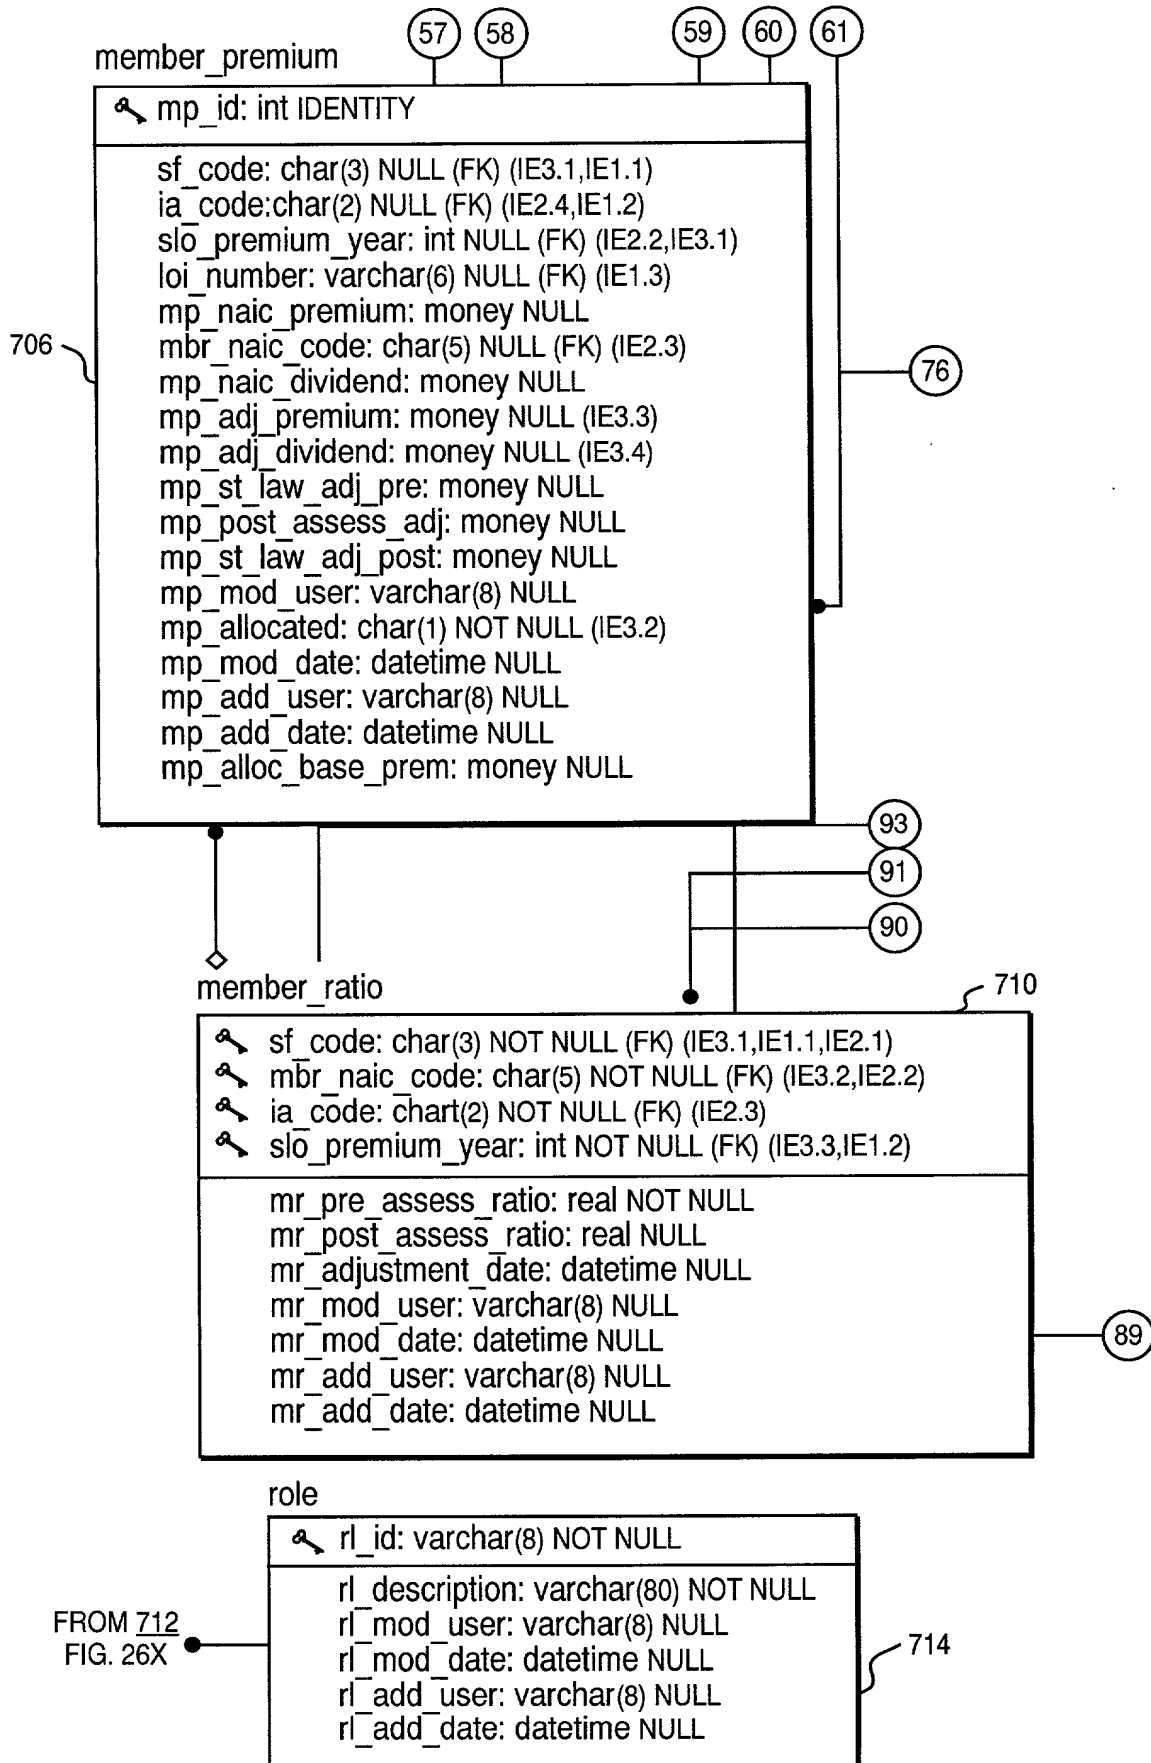 57 58 59 60 61
member_premium
mp_id: int IDENTITY
sf_code: char(3) NULL (FK) (IE3.1,IE1.1)
ia_code:char(2) NULL (FK) (IE2.4,IE1.2)
slo_premium_year: int NULL (FK) (IE2.2,IE3.1)
loi_number: varchar(6) NULL (FK) (IE1.3)
mp_naic_premium: money NULL
706
mbr_naic_code: char(5) NULL (FK) (IE2.3)
76
mp_naic_dividend: money NULL
mp_adj_premium: money NULL (IE3.3)
mp_adj_dividend: money NULL (IE3.4)
mp_st_law_adj_pre: money NULL
mp_post_assess_adj: money NULL
mp_st_law_adj_post: money NULL
mp_mod_user: varchar(8) NULL
mp_allocated: char(1) NOT NULL (IE3.2)
mp_mod_date: datetime NULL
mp_add_user: varchar(8) NULL
mp_add_date: datetime NULL
mp_alloc_base_prem: money NULL
93
91
90
member_ratio
710
sf_code: char(3) NOT NULL (FK) (IE3.1,IE1.1,IE2.1)
mbr_naic_code: char(5) NOT NULL (FK) (IE3.2,IE2.2)
ia_code: chart(2) NOT NULL (FK) (IE2.3)
slo_premium_year: int NOT NULL (FK) (IE3.3,IE1.2)
mr_pre_assess_ratio: real NOT NULL
mr_post_assess_ratio: real NULL
mr_adjustment_date: datetime NULL
mr_mod_user: varchar(8) NULL
mr_mod_date: datetime NULL
89
mr_add_user: varchar(8) NULL
mr_add_date: datetime NULL
role
rl_id: varchar(8) NOT NULL
rl_description: varchar(80) NOT NULL
rl_mod_user: varchar(8) NULL
rl_mod_date: datetime NULL
rl_add_user: varchar(8) NULL
rl_add_date: datetime NULL
FROM 712
FIG. 26X
714